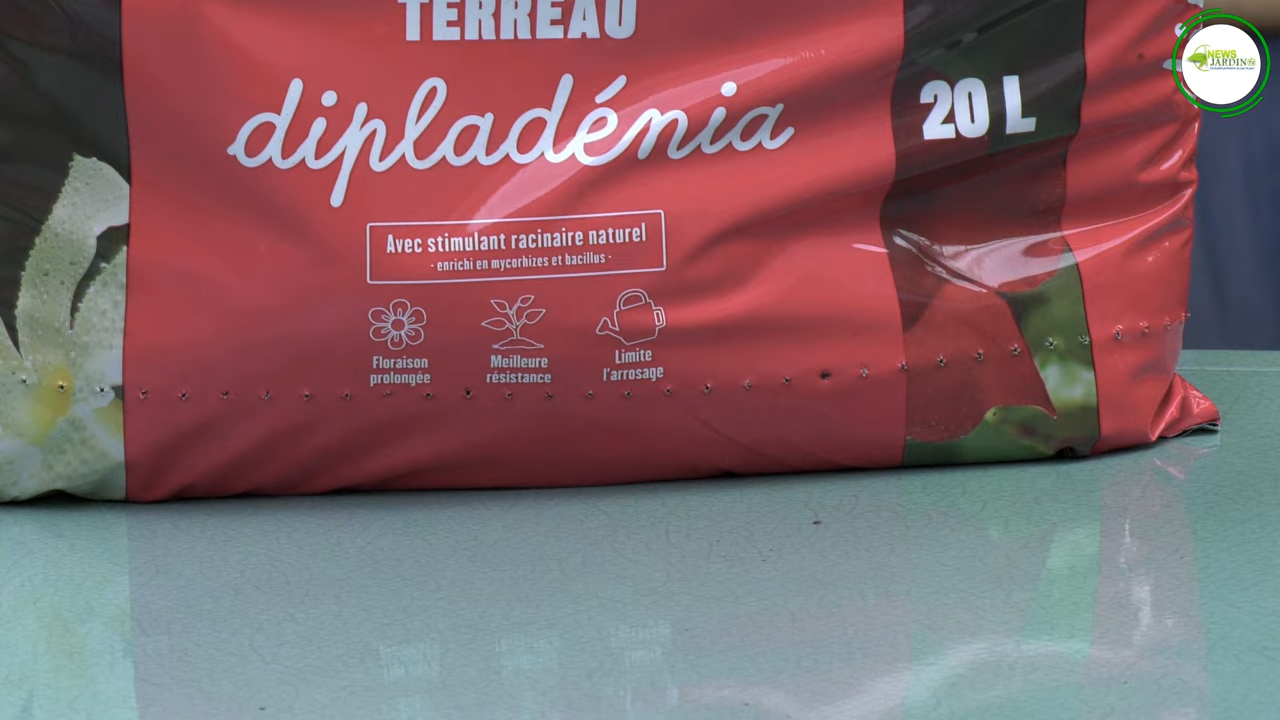 TERREAU
dipladénia
20 L
Avec stimulant racinaire naturel
- enrichi en mycorhizes et bacillus -
Floraison
prolongée
Meilleure
résistance
Limite
l'arrosage
NEWS
JARDIN TV